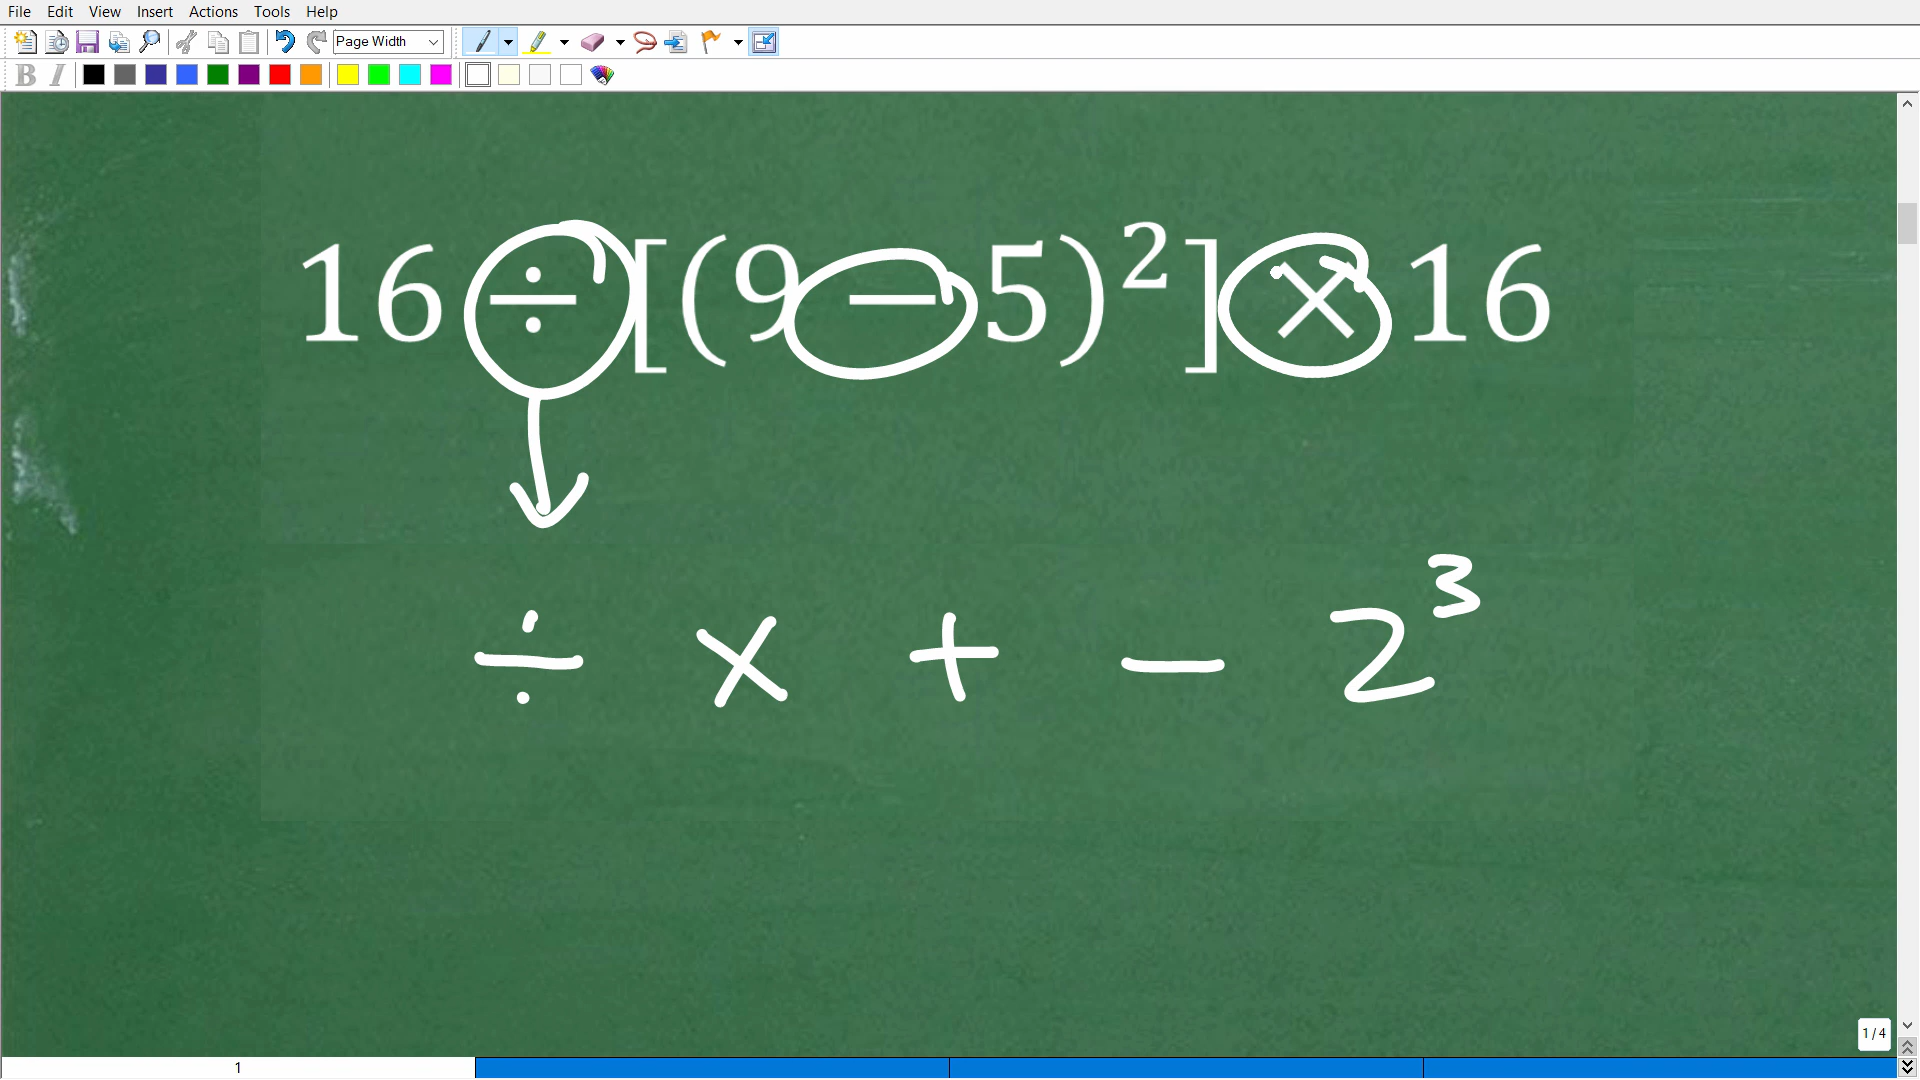 File Edit View Insert Actions Tools Help
Page Width
B I
16 ÷ [(9 − 5)²] × 16
÷ × + − 2³
1 / 4
1